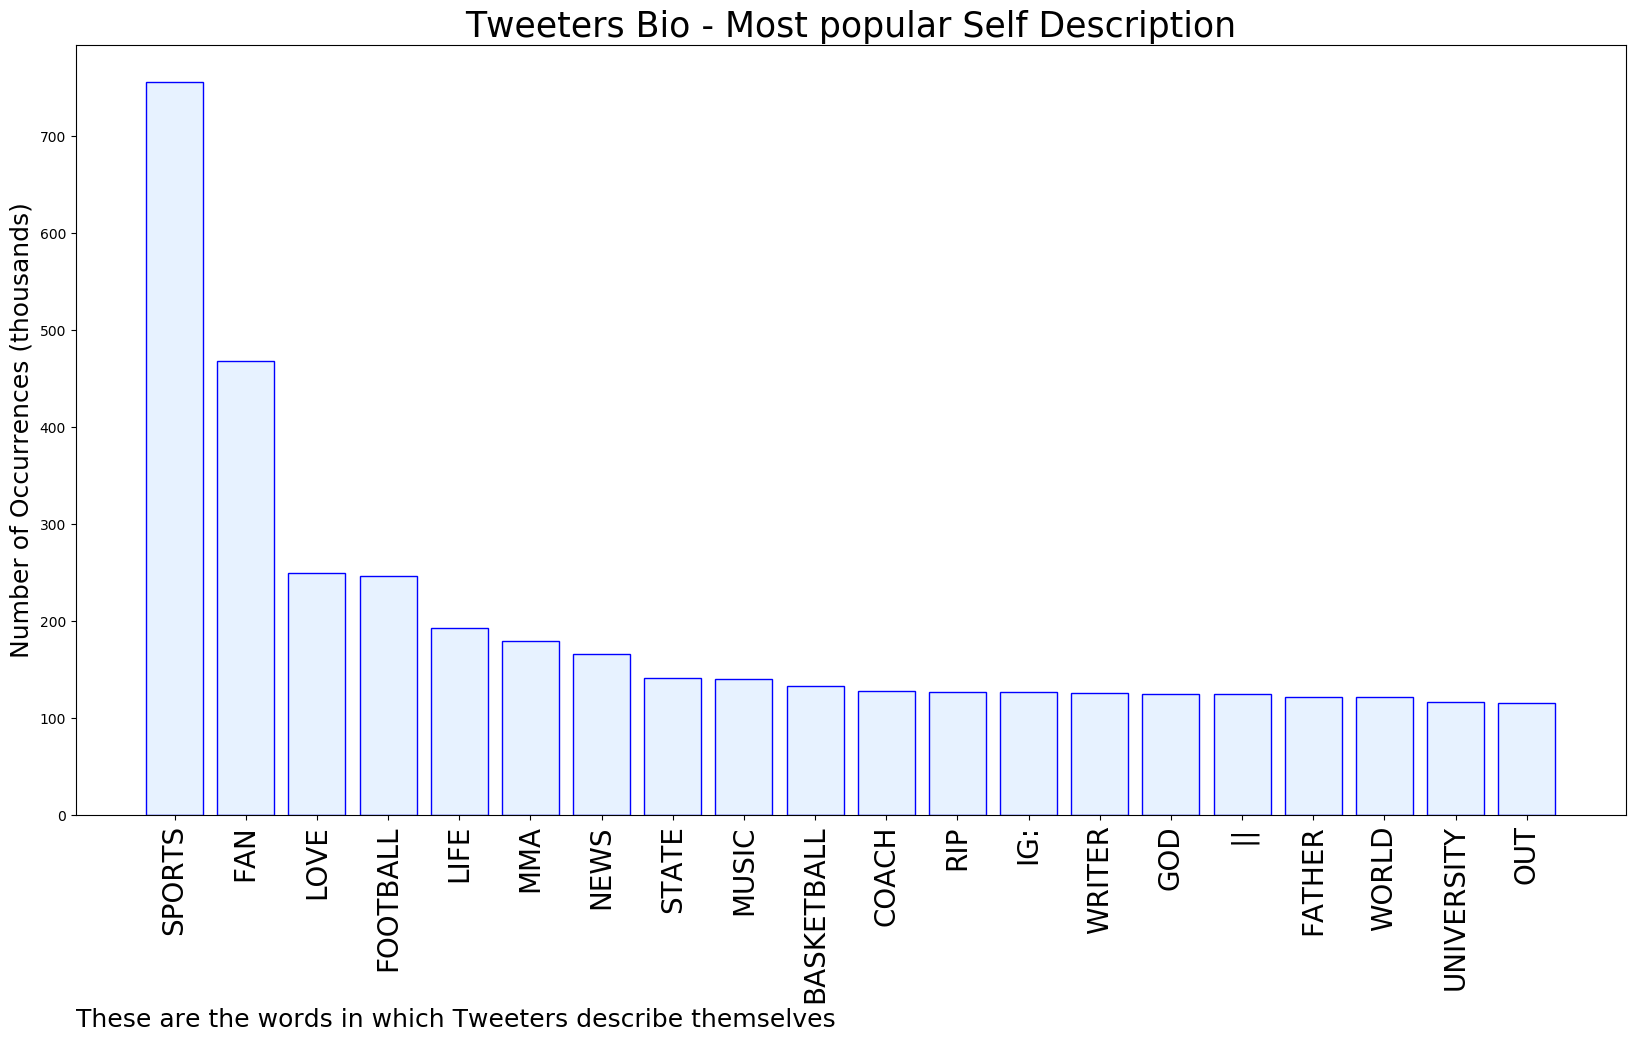 Tweeters Bio - Most popular Self Description
Number of Occurrences (thousands)
700
600
500
400
300
200
100
0
SPORTS
FAN
LOVE
FOOTBALL
LIFE
MMA
NEWS
STATE
MUSIC
BASKETBALL
COACH
RIP
IG:
WRITER
GOD
||
FATHER
WORLD
UNIVERSITY
OUT
These are the words in which Tweeters describe themselves